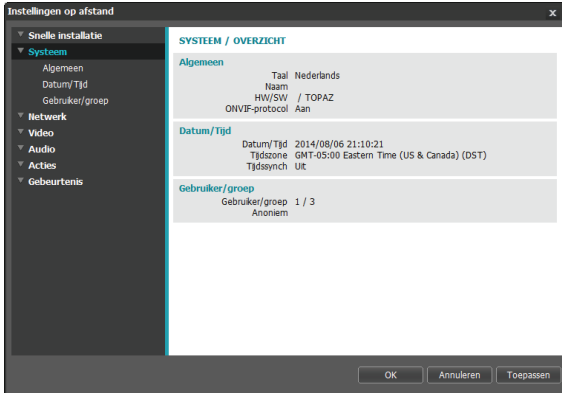 Instellingen op afstand x
Snelle installatie
Systeem
Algemeen
Datum/Tijd
Gebruiker/groep
Netwerk
Video
Audio
Acties
Gebeurtenis
SYSTEEM / OVERZICHT
Algemeen
Taal Nederlands
Naam
HW/SW / TOPAZ
ONVIF-protocol Aan
Datum/Tijd
Datum/Tijd 2014/08/06 21:10:21
Tijdszone GMT-05:00 Eastern Time (US & Canada) (DST)
Tijdssynch Uit
Gebruiker/groep
Gebruiker/groep 1 / 3
Anoniem
OK Annuleren Toepassen